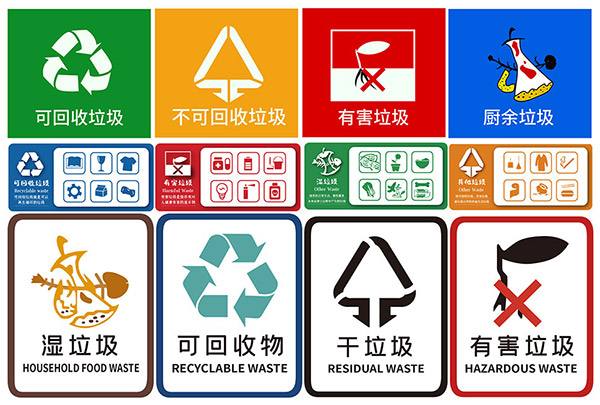 可回收垃圾
不可回收垃圾
有害垃圾
厨余垃圾
可回收垃圾
Recyclable waste
有害垃圾
Harmful Waste
湿垃圾
Other Waste
其他垃圾
Other Waste
湿垃圾
HOUSEHOLD FOOD WASTE
可回收物
RECYCLABLE WASTE
干垃圾
RESIDUAL WASTE
有害垃圾
HAZARDOUS WASTE